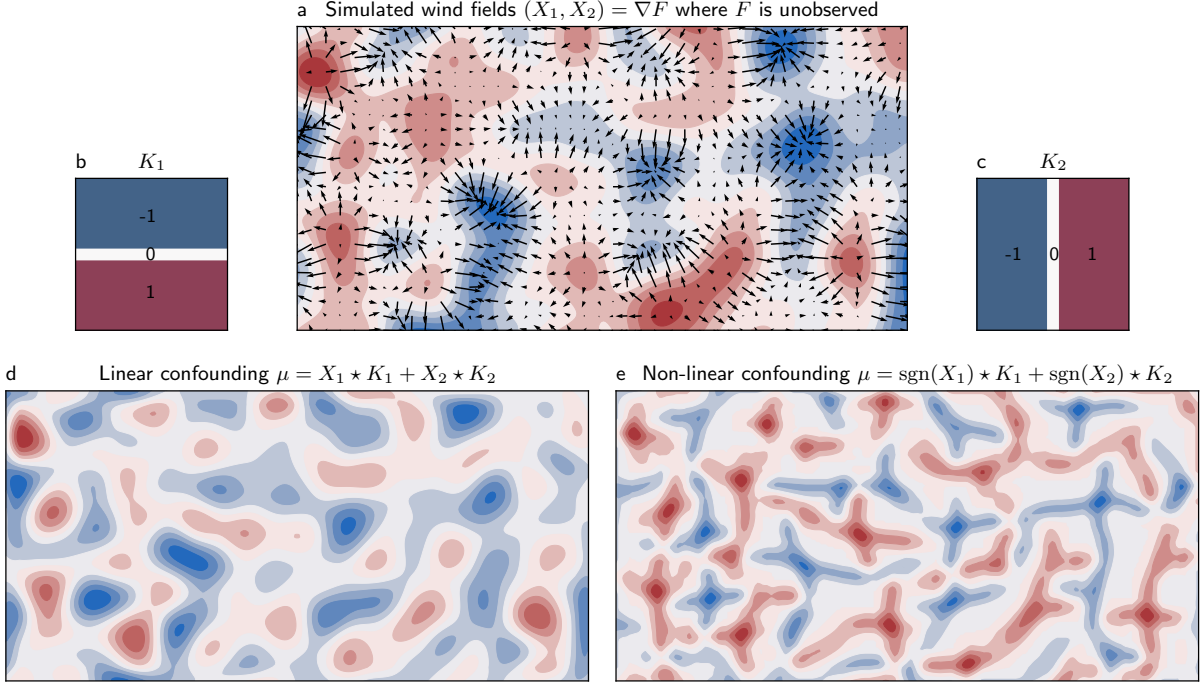 a Simulated wind fields (X₁, X₂) = ∇F where F is unobserved
b K₁
-1
0
1
c K₂
-1 0 1
d Linear confounding μ = X₁ ⋆ K₁ + X₂ ⋆ K₂
e Non-linear confounding μ = sgn(X₁) ⋆ K₁ + sgn(X₂) ⋆ K₂